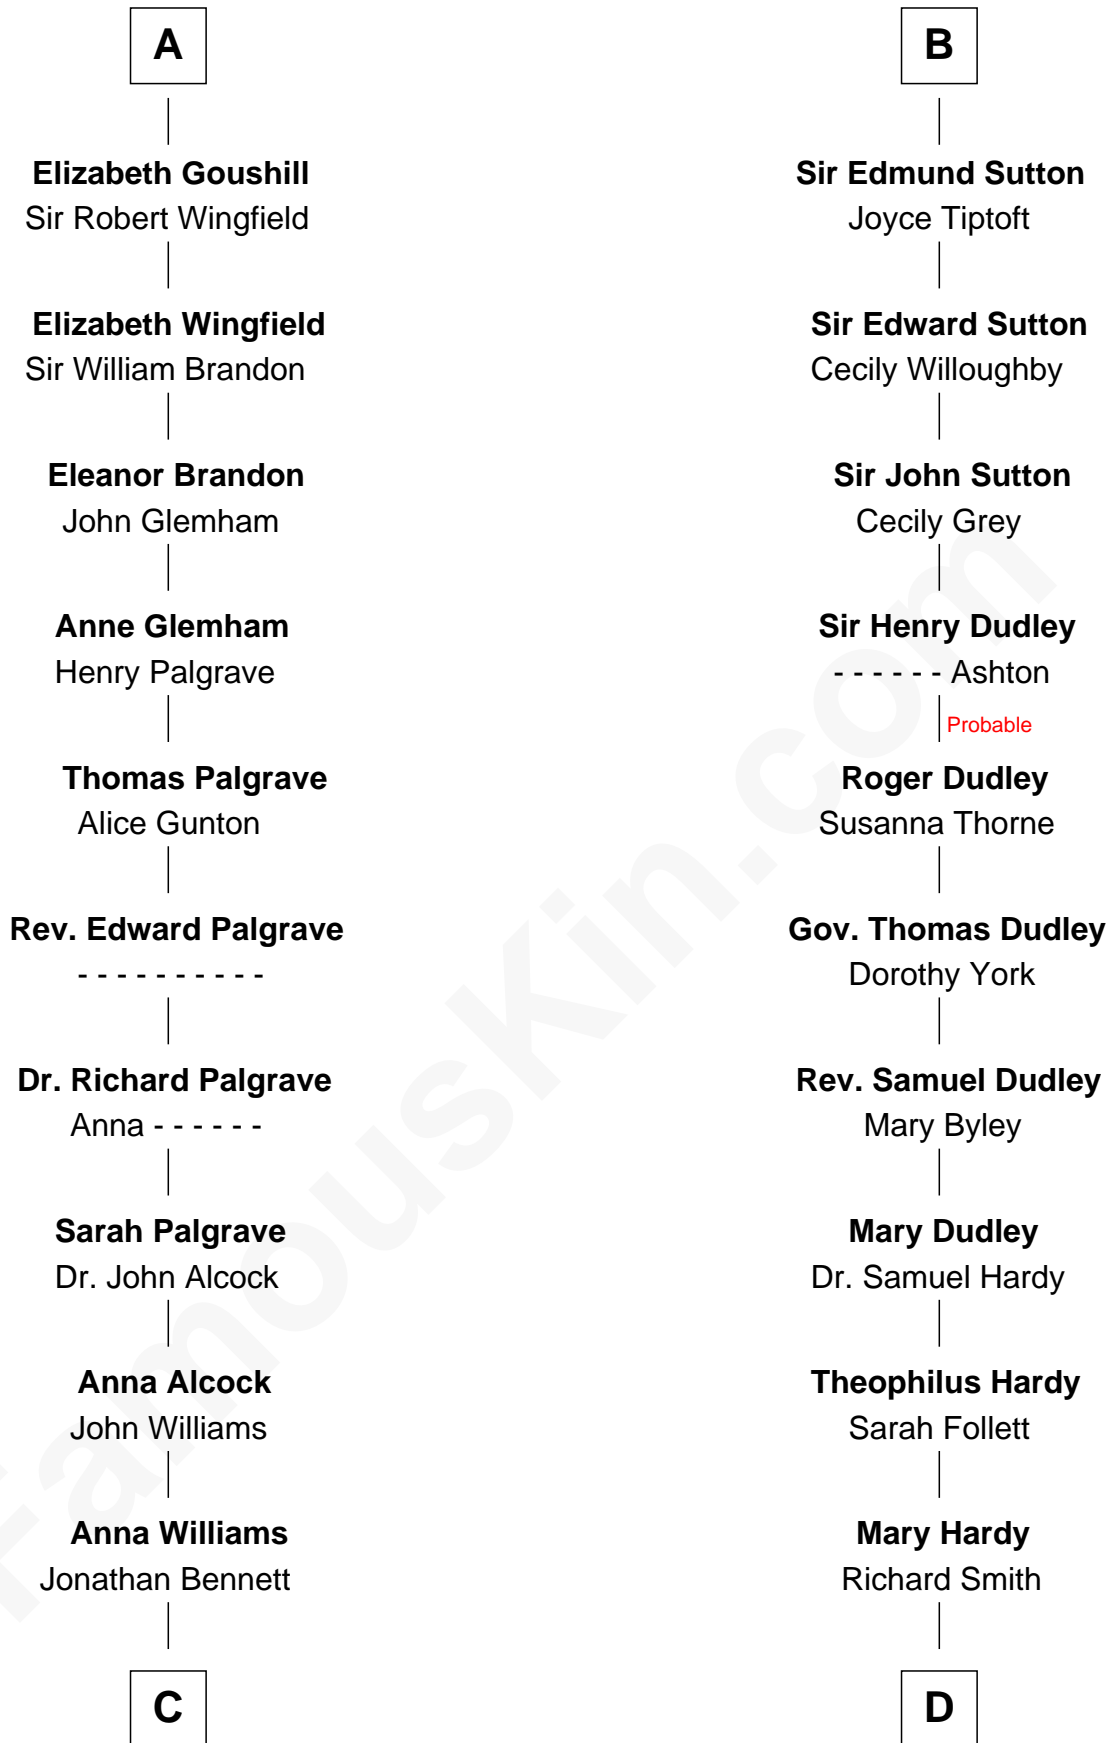 A
Elizabeth Goushill
Sir Robert Wingfield
Elizabeth Wingfield
Sir William Brandon
Eleanor Brandon
John Glemham
Anne Glemham
Henry Palgrave
Thomas Palgrave
Alice Gunton
Rev. Edward Palgrave
- - - - - - - - - -
Dr. Richard Palgrave
Anna - - - - - -
Sarah Palgrave
Dr. John Alcock
Anna Alcock
John Williams
Anna Williams
Jonathan Bennett
C
B
Sir Edmund Sutton
Joyce Tiptoft
Sir Edward Sutton
Cecily Willoughby
Sir John Sutton
Cecily Grey
Sir Henry Dudley
- - - - - - Ashton
Probable
Roger Dudley
Susanna Thorne
Gov. Thomas Dudley
Dorothy York
Rev. Samuel Dudley
Mary Byley
Mary Dudley
Dr. Samuel Hardy
Theophilus Hardy
Sarah Follett
Mary Hardy
Richard Smith
D
FamousKin.com